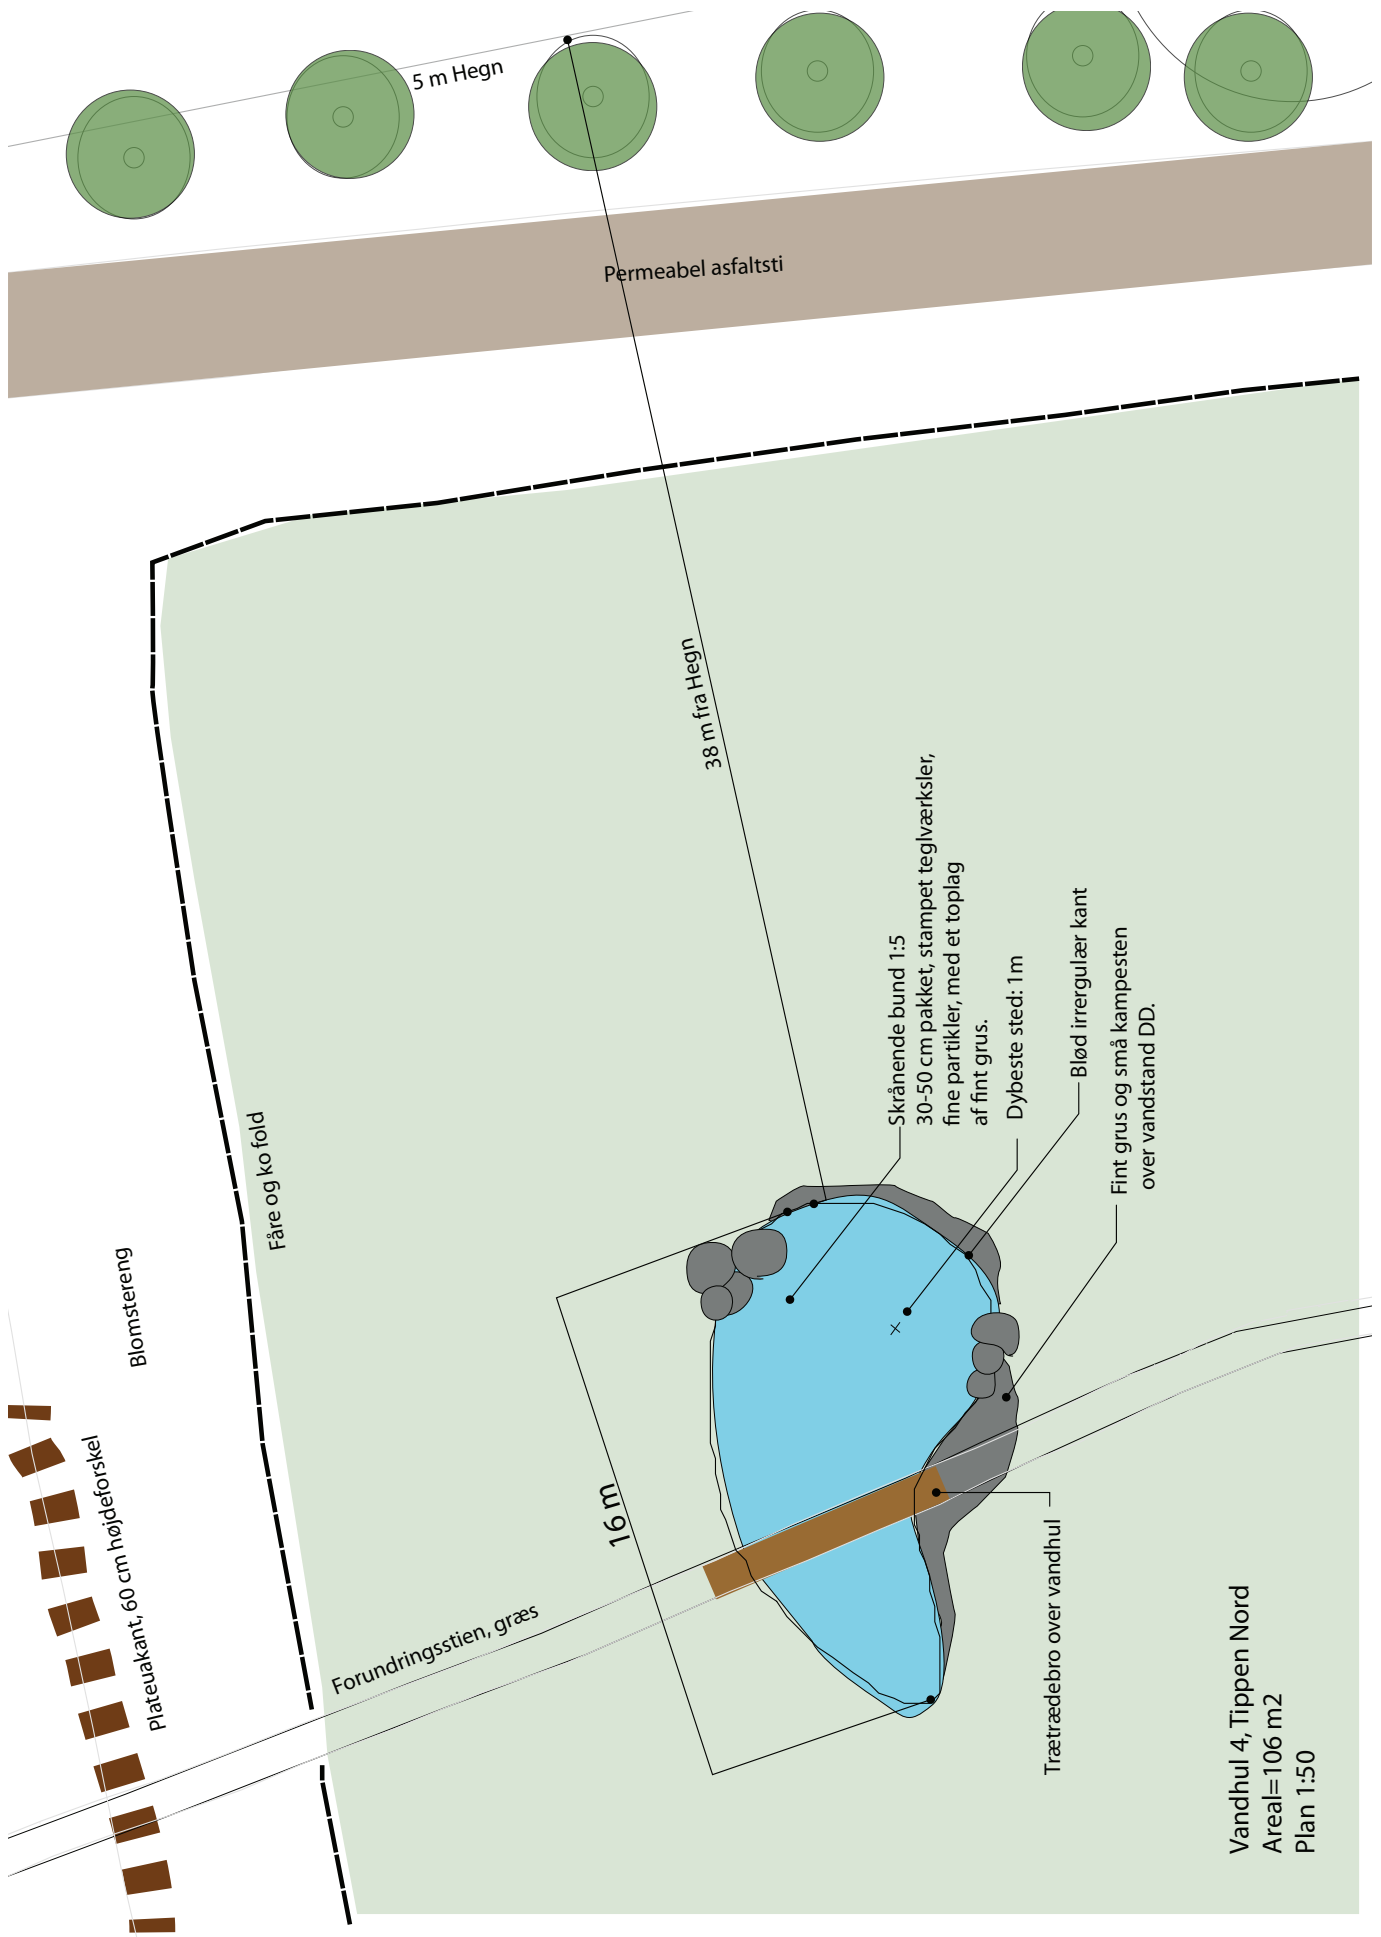 5 m Hegn
Permeabel asfaltsti
38 m fra Hegn
Skrånende bund 1:5
30-50 cm pakket, stampet teglværksler,
fine partikler, med et toplag
af fint grus.
Dybeste sted: 1m
Blød irrergulær kant
Fint grus og små kampesten
over vandstand DD.
Fåre og ko fold
Blomstereng
Plateuakant, 60 cm højdeforskel
16 m
Forundringsstien, græs
Trætrædebro over vandhul
Vandhul 4, Tippen Nord
Areal=106 m2
Plan 1:50